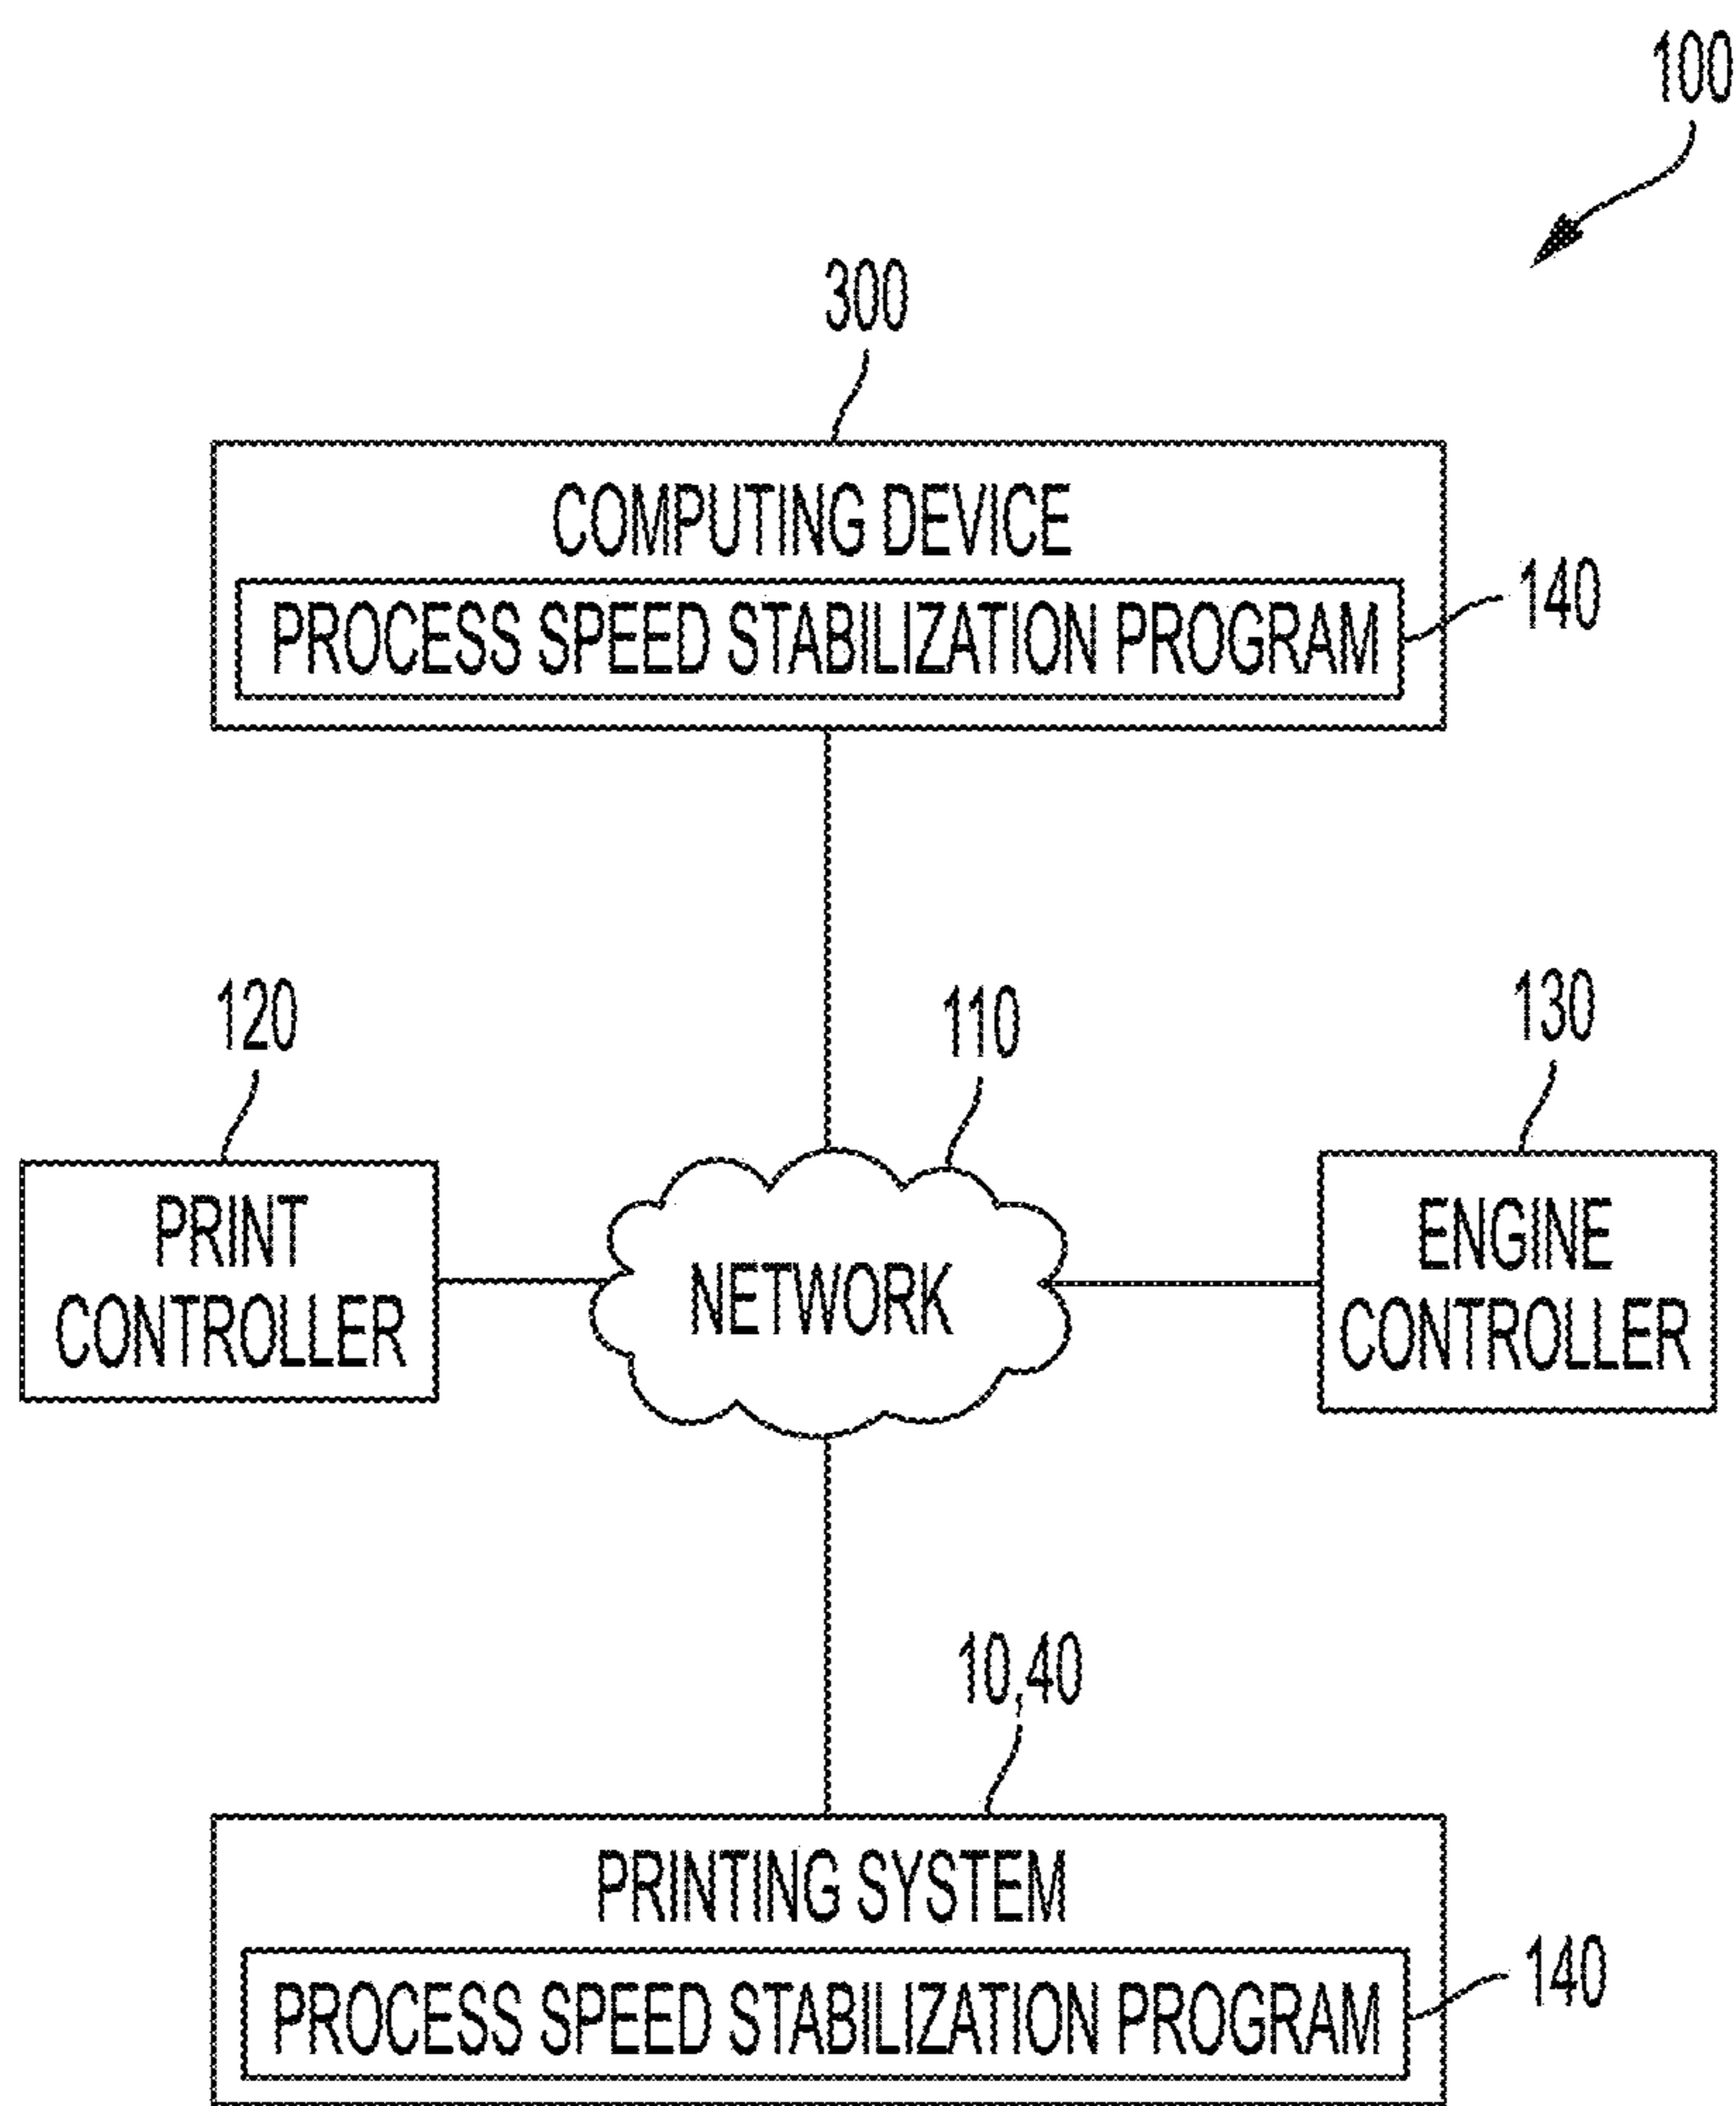 100
300
COMPUTING DEVICE
PROCESS SPEED STABILIZATION PROGRAM
140
120
110
130
PRINT
CONTROLLER
NETWORK
ENGINE
CONTROLLER
10,40
PRINTING SYSTEM
PROCESS SPEED STABILIZATION PROGRAM
140